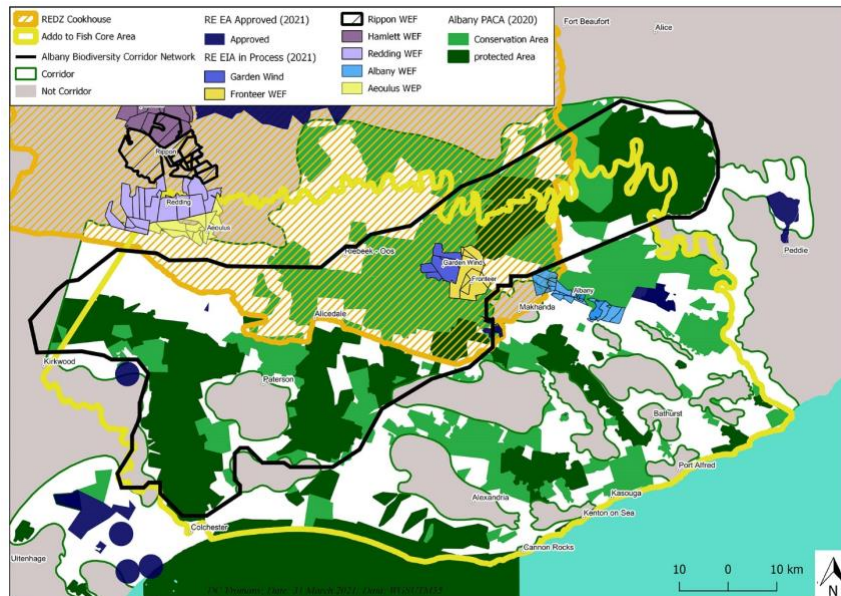 REDZ Cookhouse
Addo to Fish Core Area
Albany Biodiversity Corridor Network
Corridor
Not Corridor
RE EA Approved (2021)
Approved
RE EIA in Process (2021)
Garden Wind
Fronteer WEF
Rippon WEF
Hamlett WEF
Redding WEF
Albany WEF
Aeoulus WEP
Albany PACA (2020)
Conservation Area
protected Area
Fort Beaufort
Alice
Rippon
Redding
Aeoulus
Peddie
Riebeek - Oos
Garden Wind
Fronteer
Albany
Makhanda
Alicedale
Kirkwood
Paterson
Bathurst
Port Alfred
Alexandria
Kasouga
Kenton on Sea
Colchester
Cannon Rocks
Uitenhage
10 0 10 km
N